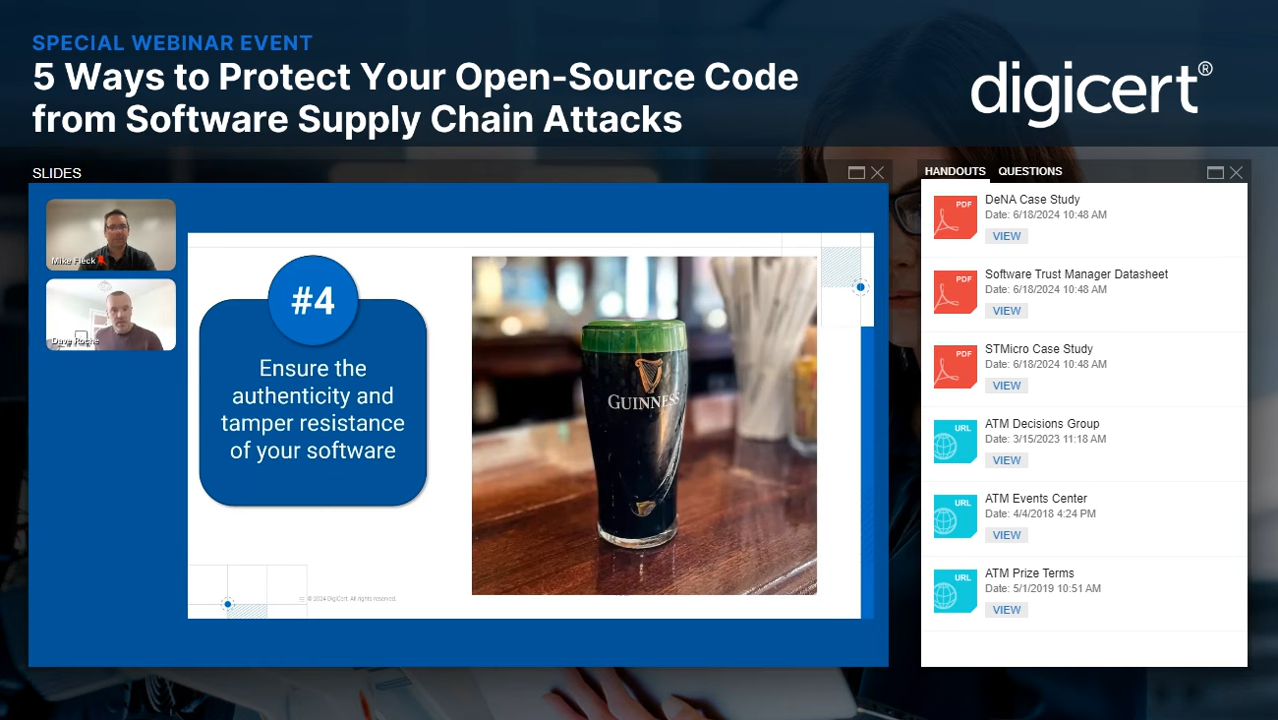 SPECIAL WEBINAR EVENT
5 Ways to Protect Your Open-Source Code
from Software Supply Chain Attacks
digicert®
SLIDES
Mike Fleck
Dave Roche
#4
Ensure the
authenticity and
tamper resistance
of your software
GUINNESS
© 2024 DigiCert. All rights reserved.
HANDOUTS QUESTIONS
PDF
DeNA Case Study
Date: 6/18/2024 10:48 AM
VIEW
PDF
Software Trust Manager Datasheet
Date: 6/18/2024 10:48 AM
VIEW
PDF
STMicro Case Study
Date: 6/18/2024 10:48 AM
VIEW
URL
ATM Decisions Group
Date: 3/15/2023 11:18 AM
VIEW
URL
ATM Events Center
Date: 4/4/2018 4:24 PM
VIEW
URL
ATM Prize Terms
Date: 5/1/2019 10:51 AM
VIEW